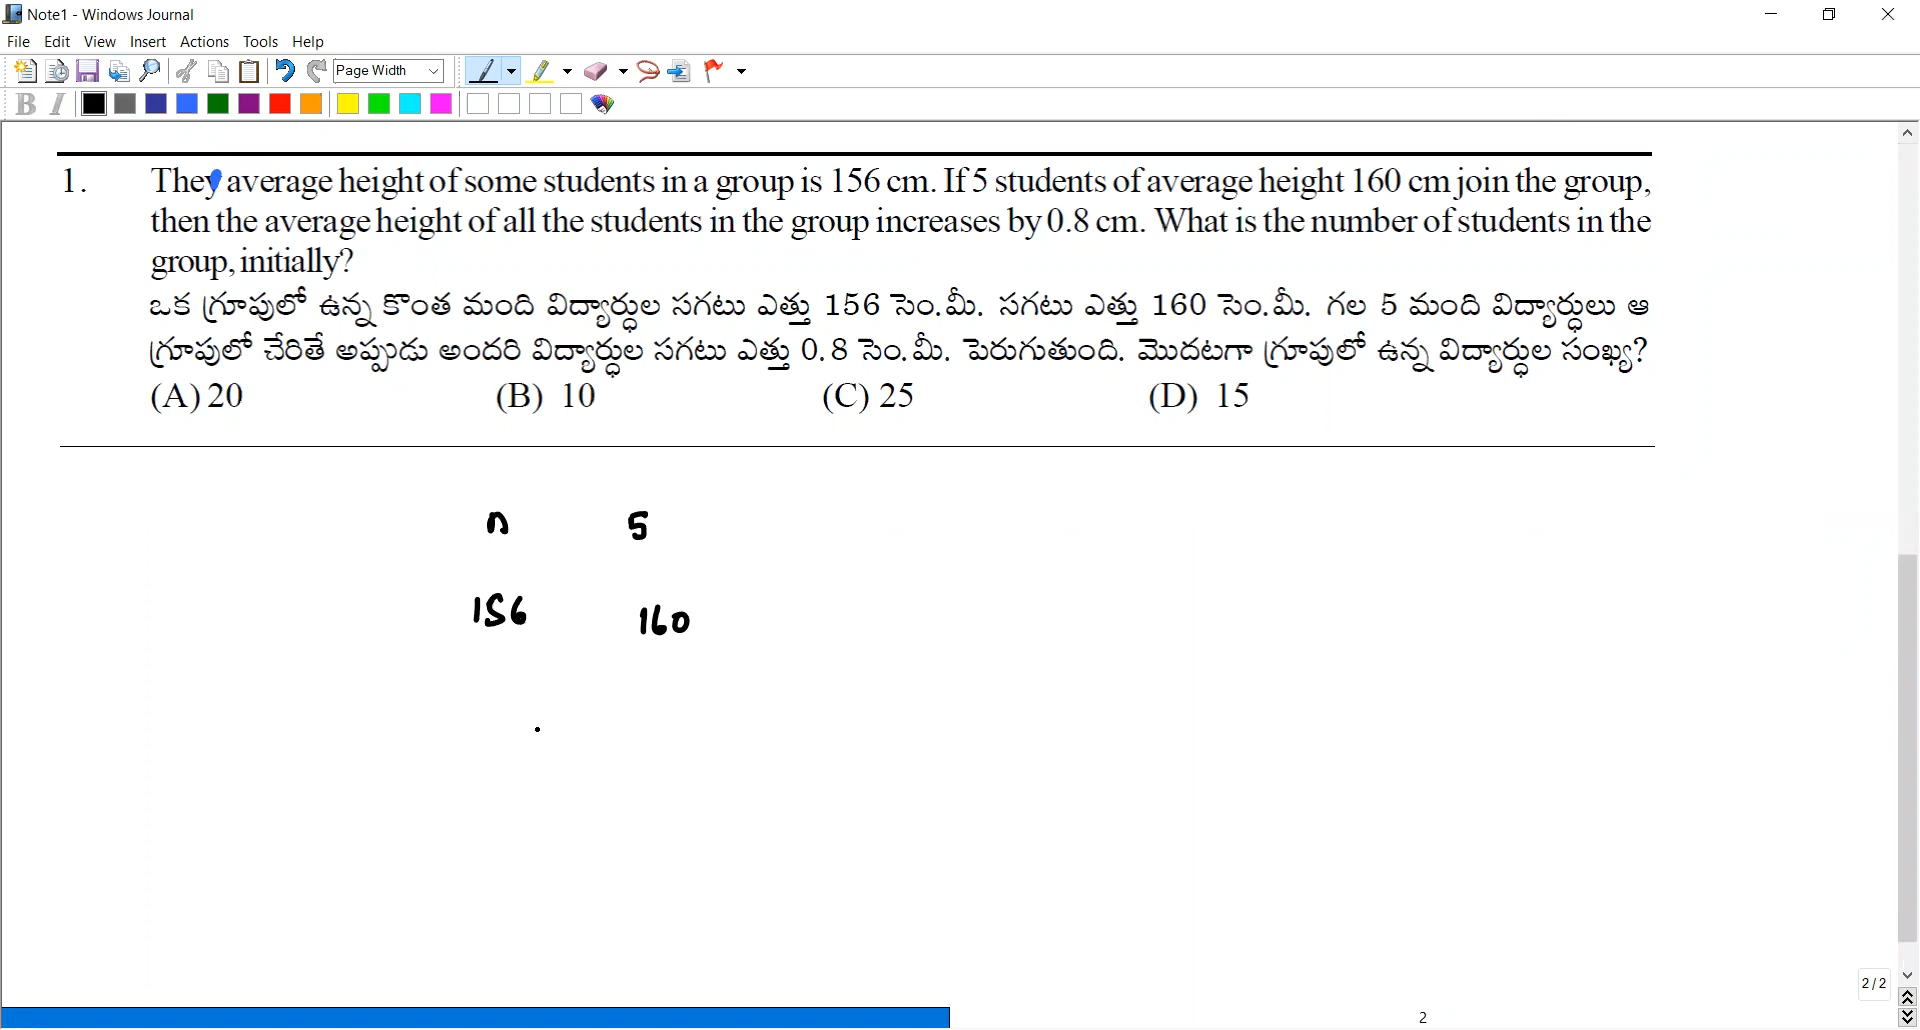 Note1 - Windows Journal
File Edit View Insert Actions Tools Help
Page Width
B I
1. They average height of some students in a group is 156 cm. If 5 students of average height 160 cm join the group,
then the average height of all the students in the group increases by 0.8 cm. What is the number of students in the
group, initially?
ఒక గ్రూపులో ఉన్న కొంత మంది విద్యార్థుల సగటు ఎత్తు 156 సెం.మీ. సగటు ఎత్తు 160 సెం.మీ. గల 5 మంది విద్యార్థులు ఆ
గ్రూపులో చేరితే అప్పుడు అందరి విద్యార్థుల సగటు ఎత్తు 0.8 సెం.మీ. పెరుగుతుంది. మొదటగా గ్రూపులో ఉన్న విద్యార్థుల సంఖ్య?
(A) 20 (B) 10 (C) 25 (D) 15
n 5
156 160
2 / 2
2